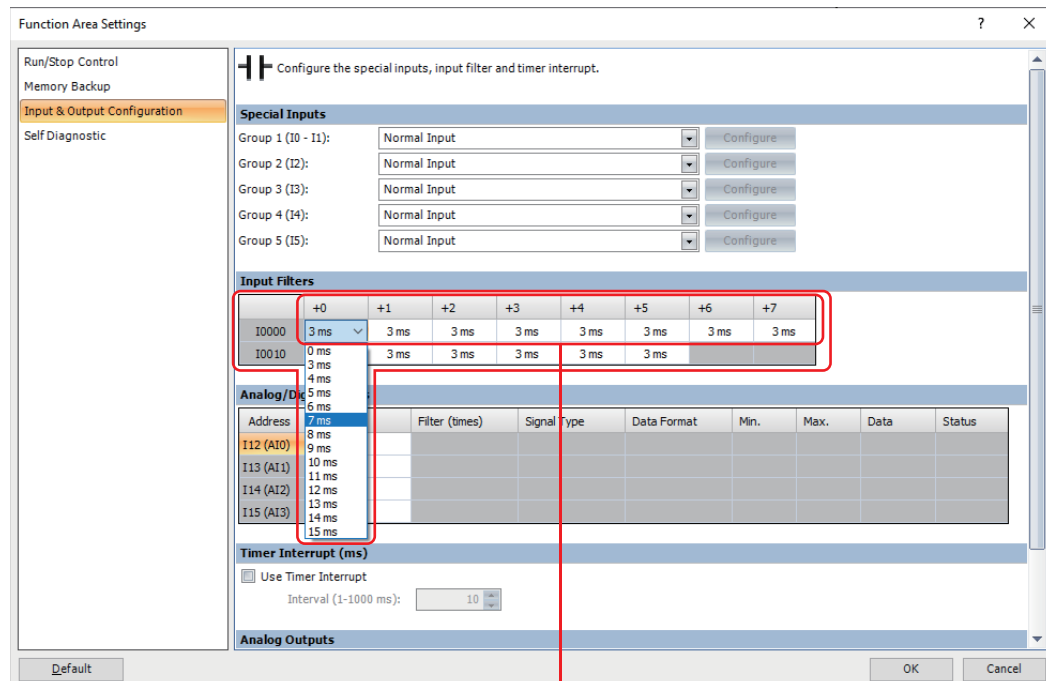 Function Area Settings ? ×
Run/Stop Control
Memory Backup
Input & Output Configuration
Self Diagnostic
Configure the special inputs, input filter and timer interrupt.
Special Inputs
Group 1 (I0 - I1): Normal Input Configure
Group 2 (I2): Normal Input Configure
Group 3 (I3): Normal Input Configure
Group 4 (I4): Normal Input Configure
Group 5 (I5): Normal Input Configure
Input Filters
+0 +1 +2 +3 +4 +5 +6 +7
I0000 3 ms 3 ms 3 ms 3 ms 3 ms 3 ms 3 ms 3 ms
I0010 3 ms 3 ms 3 ms 3 ms 3 ms
0 ms
3 ms
4 ms
5 ms
6 ms
7 ms
8 ms
9 ms
10 ms
11 ms
12 ms
13 ms
14 ms
15 ms
Analog/Di
Address Filter (times) Signal Type Data Format Min. Max. Data Status
I12 (AI0)
I13 (AI1)
I14 (AI2)
I15 (AI3)
Timer Interrupt (ms)
Use Timer Interrupt
Interval (1-1000 ms): 10
Analog Outputs
Default OK Cancel